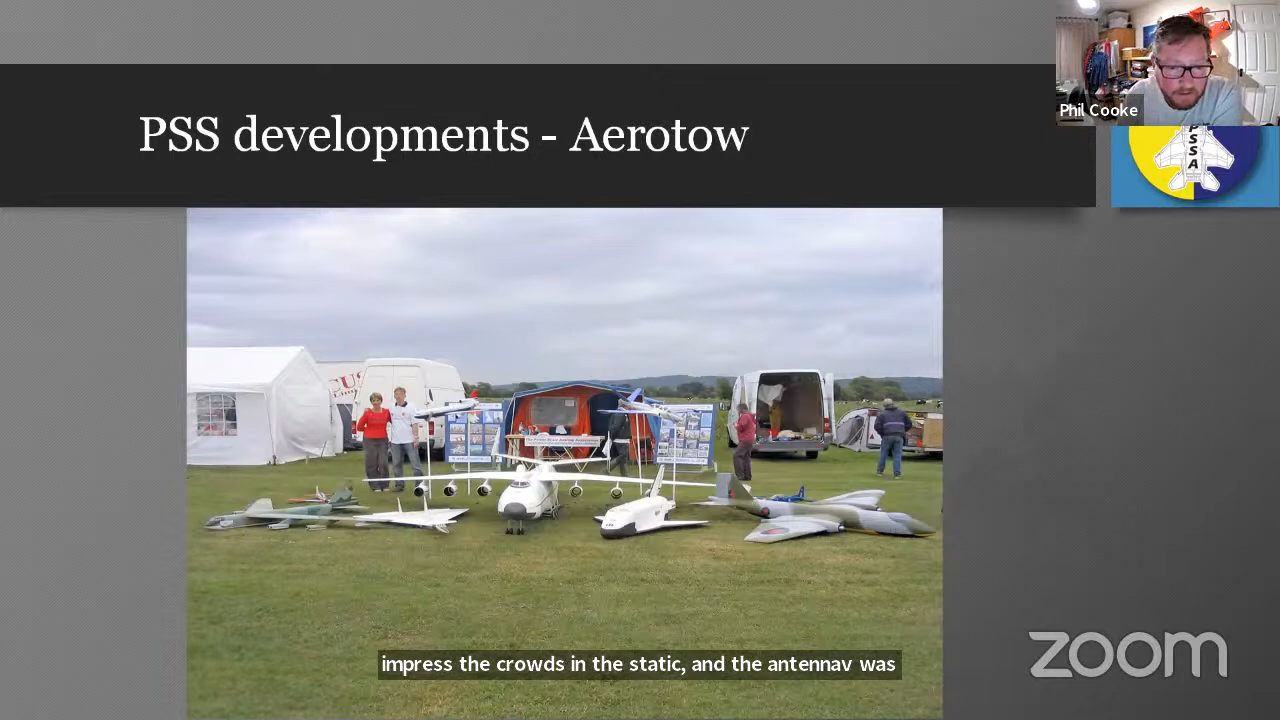 PSS developments - Aerotow
Phil Cooke
PSSA
impress the crowds in the static, and the antennav was
zoom